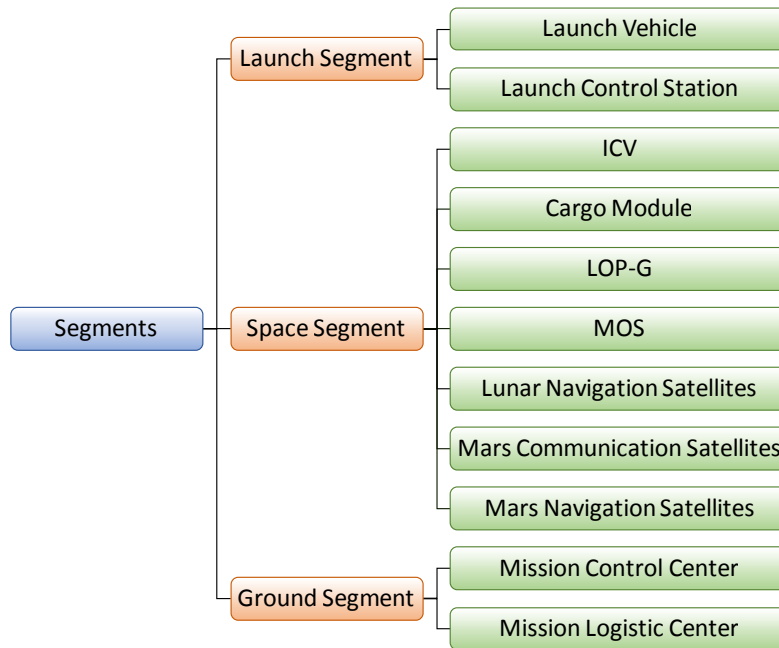 Segments
Launch Segment
Launch Vehicle
Launch Control Station
Space Segment
ICV
Cargo Module
LOP-G
MOS
Lunar Navigation Satellites
Mars Communication Satellites
Mars Navigation Satellites
Ground Segment
Mission Control Center
Mission Logistic Center